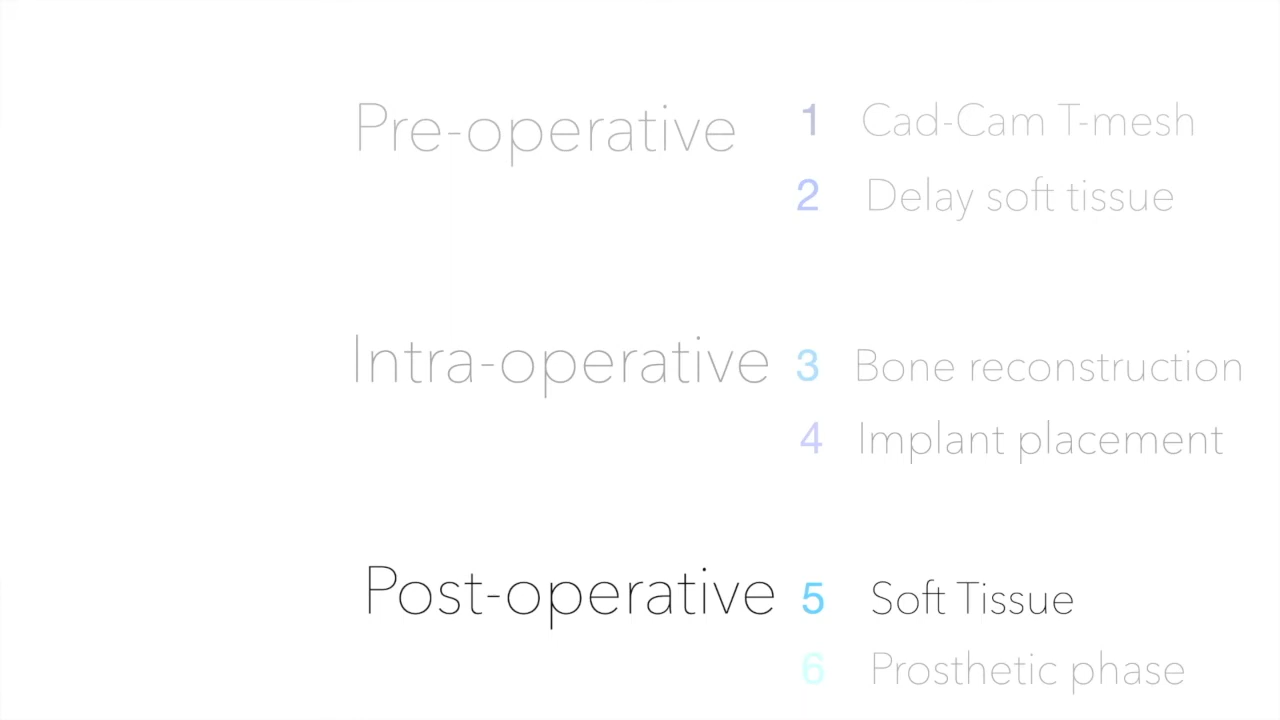 Pre-operative 1 Cad-Cam T-mesh
2 Delay soft tissue
Intra-operative 3 Bone reconstruction
4 Implant placement
Post-operative 5 Soft Tissue
6 Prosthetic phase